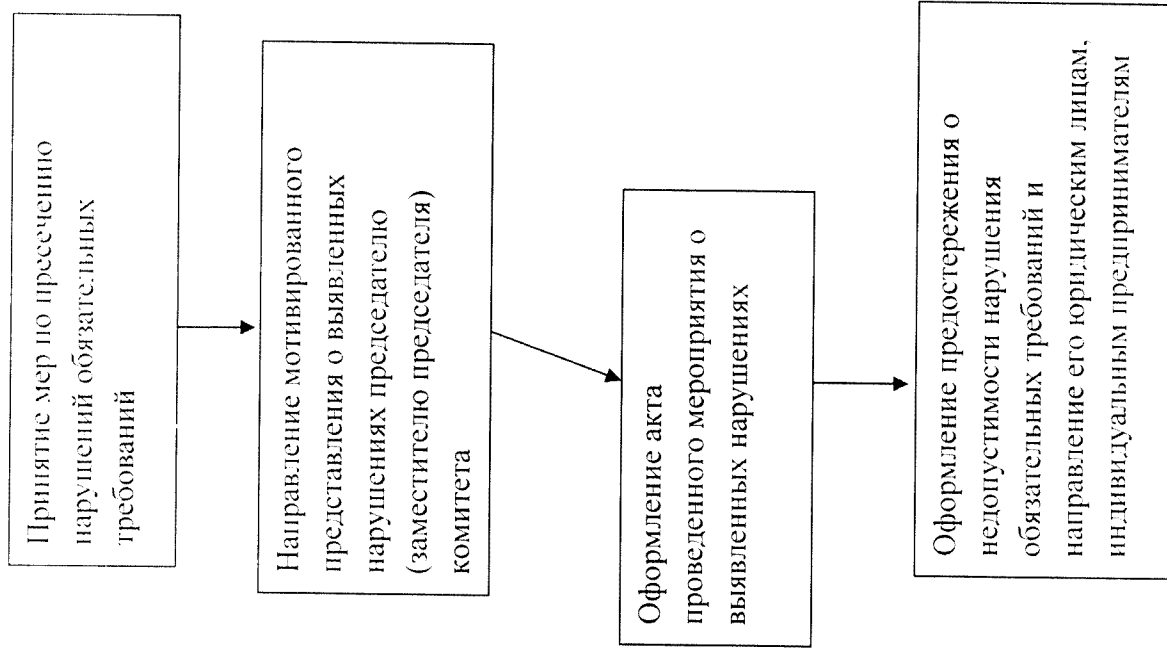 Принятие мер по пресечению
нарушений обязательных
требований
Направление мотивированного
представления о выявленных
нарушениях председателю
(заместителю председателя)
комитета
Оформление акта
проведенного мероприятия о
выявленных нарушениях
Оформление предостережения о
недопустимости нарушения
обязательных требований и
направление его юридическим лицам,
индивидуальным предпринимателям